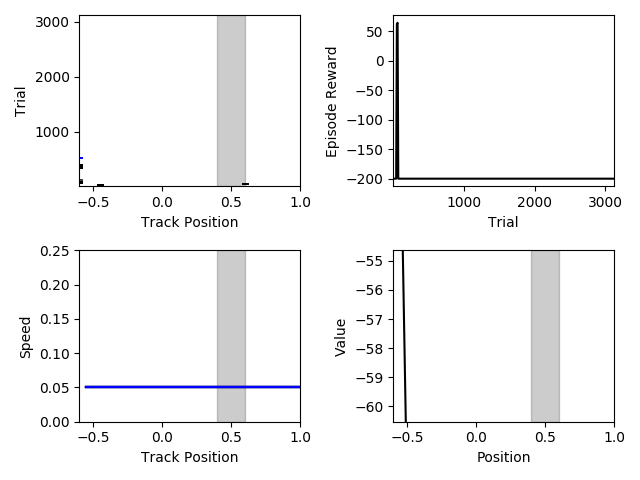 3000
2000
1000
Trial
−0.5 0.0 0.5 1.0
Track Position
50
0
−50
−100
−150
−200
Episode Reward
1000 2000 3000
Trial
0.25
0.20
0.15
0.10
0.05
0.00
Speed
−0.5 0.0 0.5 1.0
Track Position
−55
−56
−57
−58
−59
−60
Value
−0.5 0.0 0.5 1.0
Position